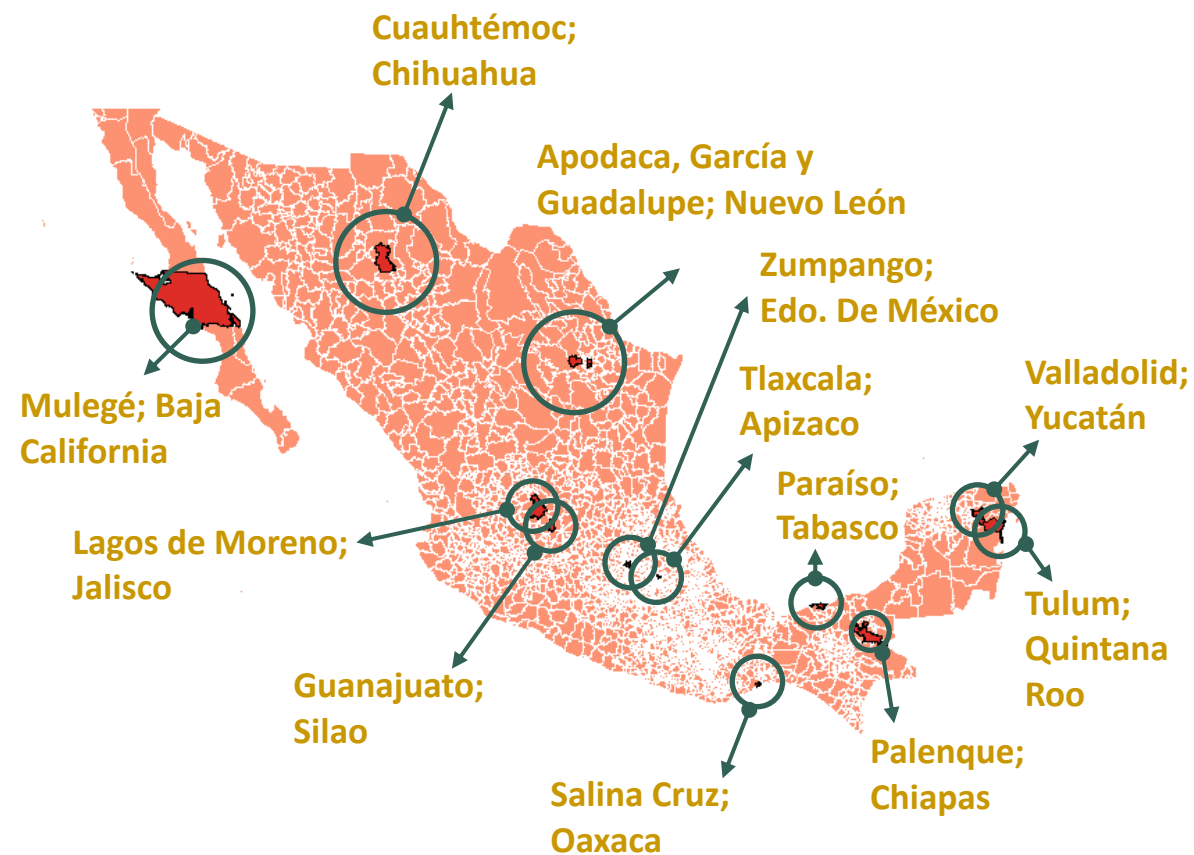 Cuauhtémoc;
Chihuahua
Apodaca, García y
Guadalupe; Nuevo León
Zumpango;
Edo. De México
Tlaxcala;
Apizaco
Valladolid;
Yucatán
Mulegé; Baja
California
Paraíso;
Tabasco
Lagos de Moreno;
Jalisco
Tulum;
Quintana
Roo
Guanajuato;
Silao
Palenque;
Chiapas
Salina Cruz;
Oaxaca